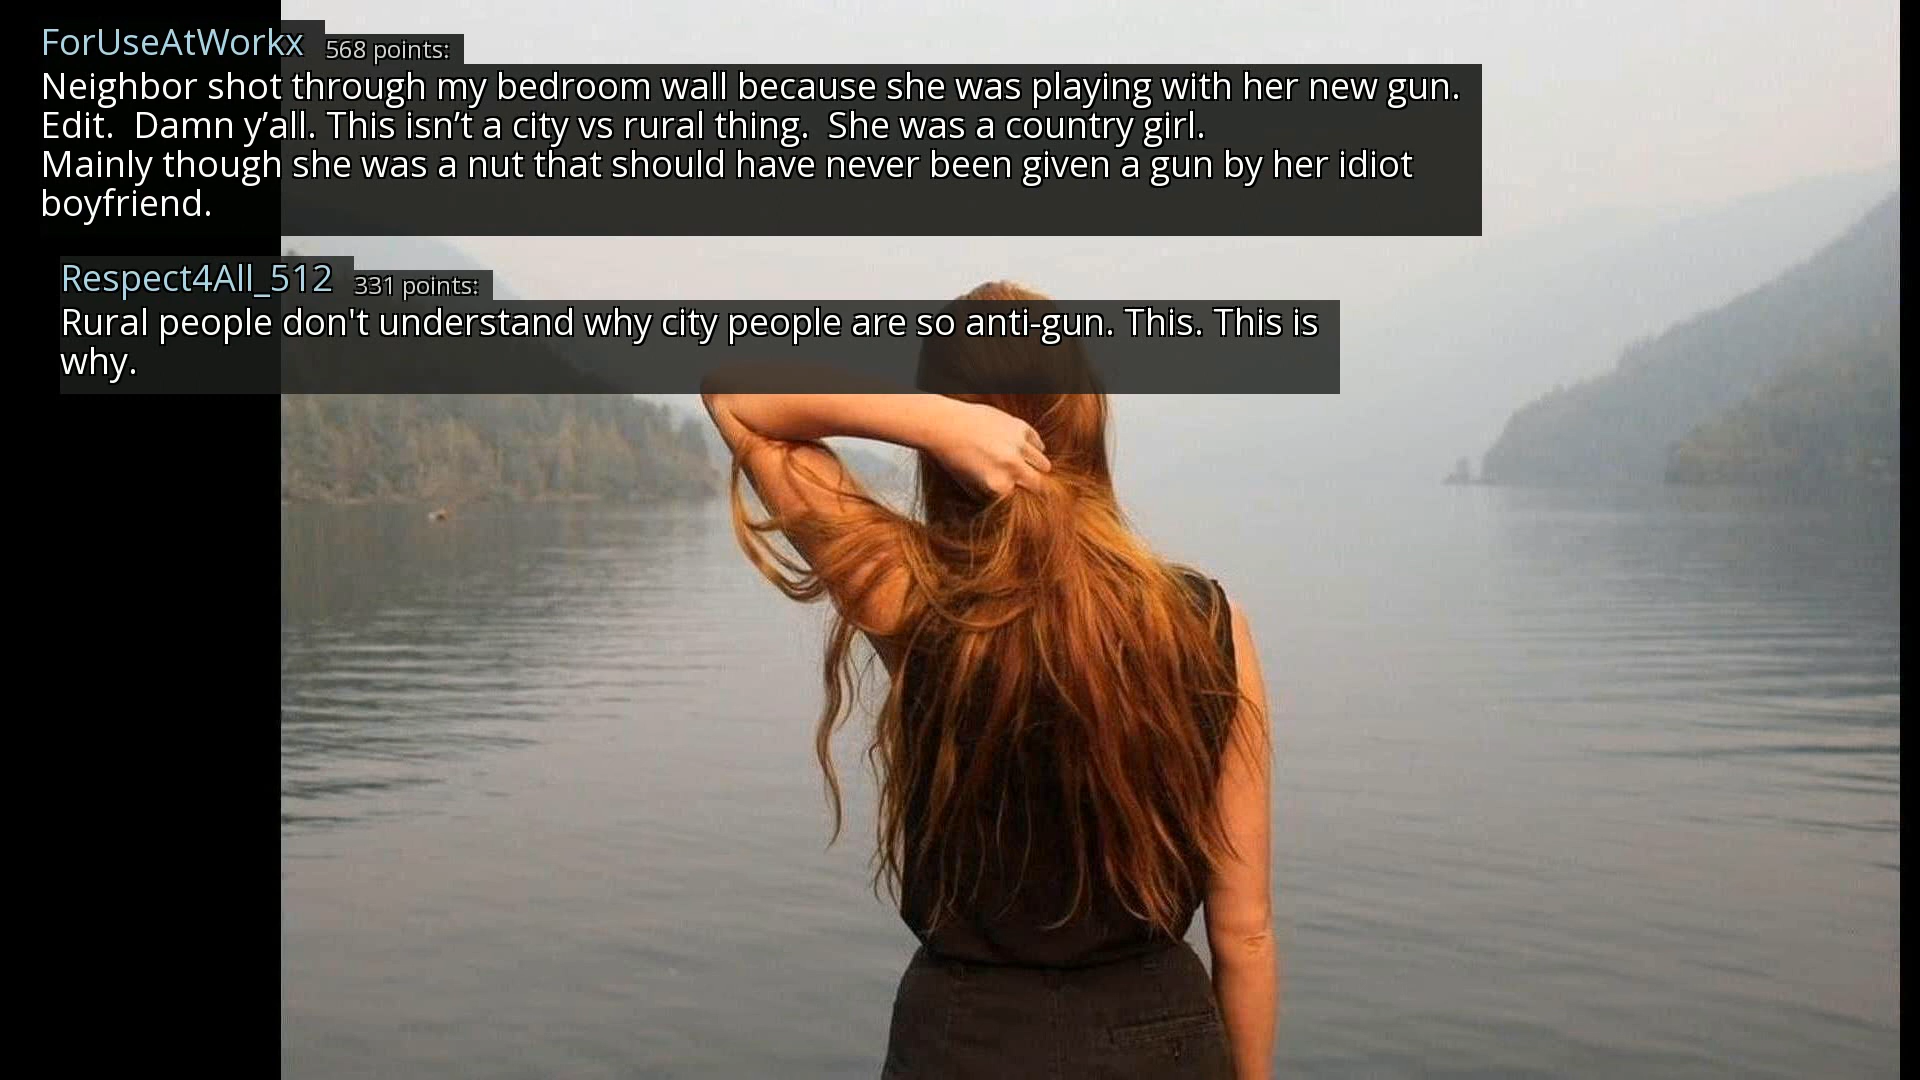 ForUseAtWorkx 568 points:
Neighbor shot through my bedroom wall because she was playing with her new gun.
Edit.  Damn y’all. This isn’t a city vs rural thing.  She was a country girl.
Mainly though she was a nut that should have never been given a gun by her idiot
boyfriend.
Respect4All_512 331 points:
Rural people don't understand why city people are so anti-gun. This. This is
why.